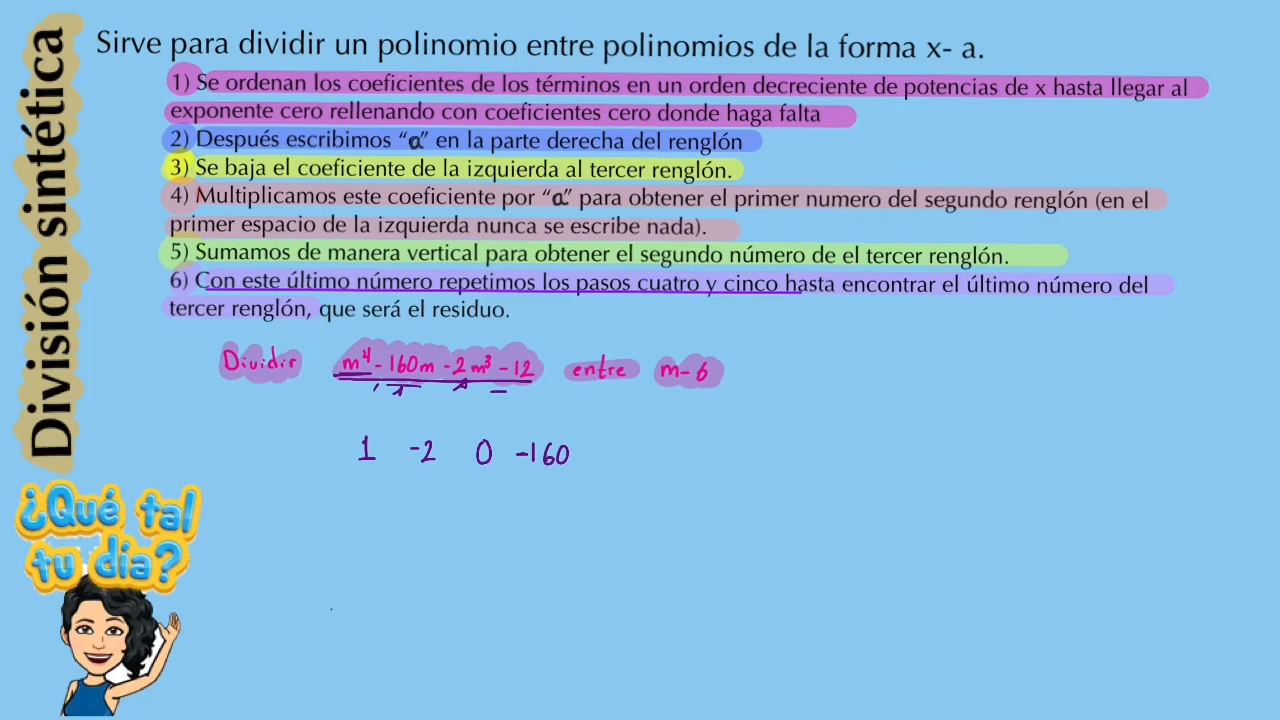 División sintética
Sirve para dividir un polinomio entre polinomios de la forma x- a.
1) Se ordenan los coeficientes de los términos en un orden decreciente de potencias de x hasta llegar al
exponente cero rellenando con coeficientes cero donde haga falta
2) Después escribimos “a” en la parte derecha del renglón
3) Se baja el coeficiente de la izquierda al tercer renglón.
4) Multiplicamos este coeficiente por “a” para obtener el primer numero del segundo renglón (en el
primer espacio de la izquierda nunca se escribe nada).
5) Sumamos de manera vertical para obtener el segundo número de el tercer renglón.
6) Con este último número repetimos los pasos cuatro y cinco hasta encontrar el último número del
tercer renglón, que será el residuo.
Dividir m⁴ - 160m - 2m³ - 12 entre m - 6
1 -2 0 -160
¿Qué tal
tu día?